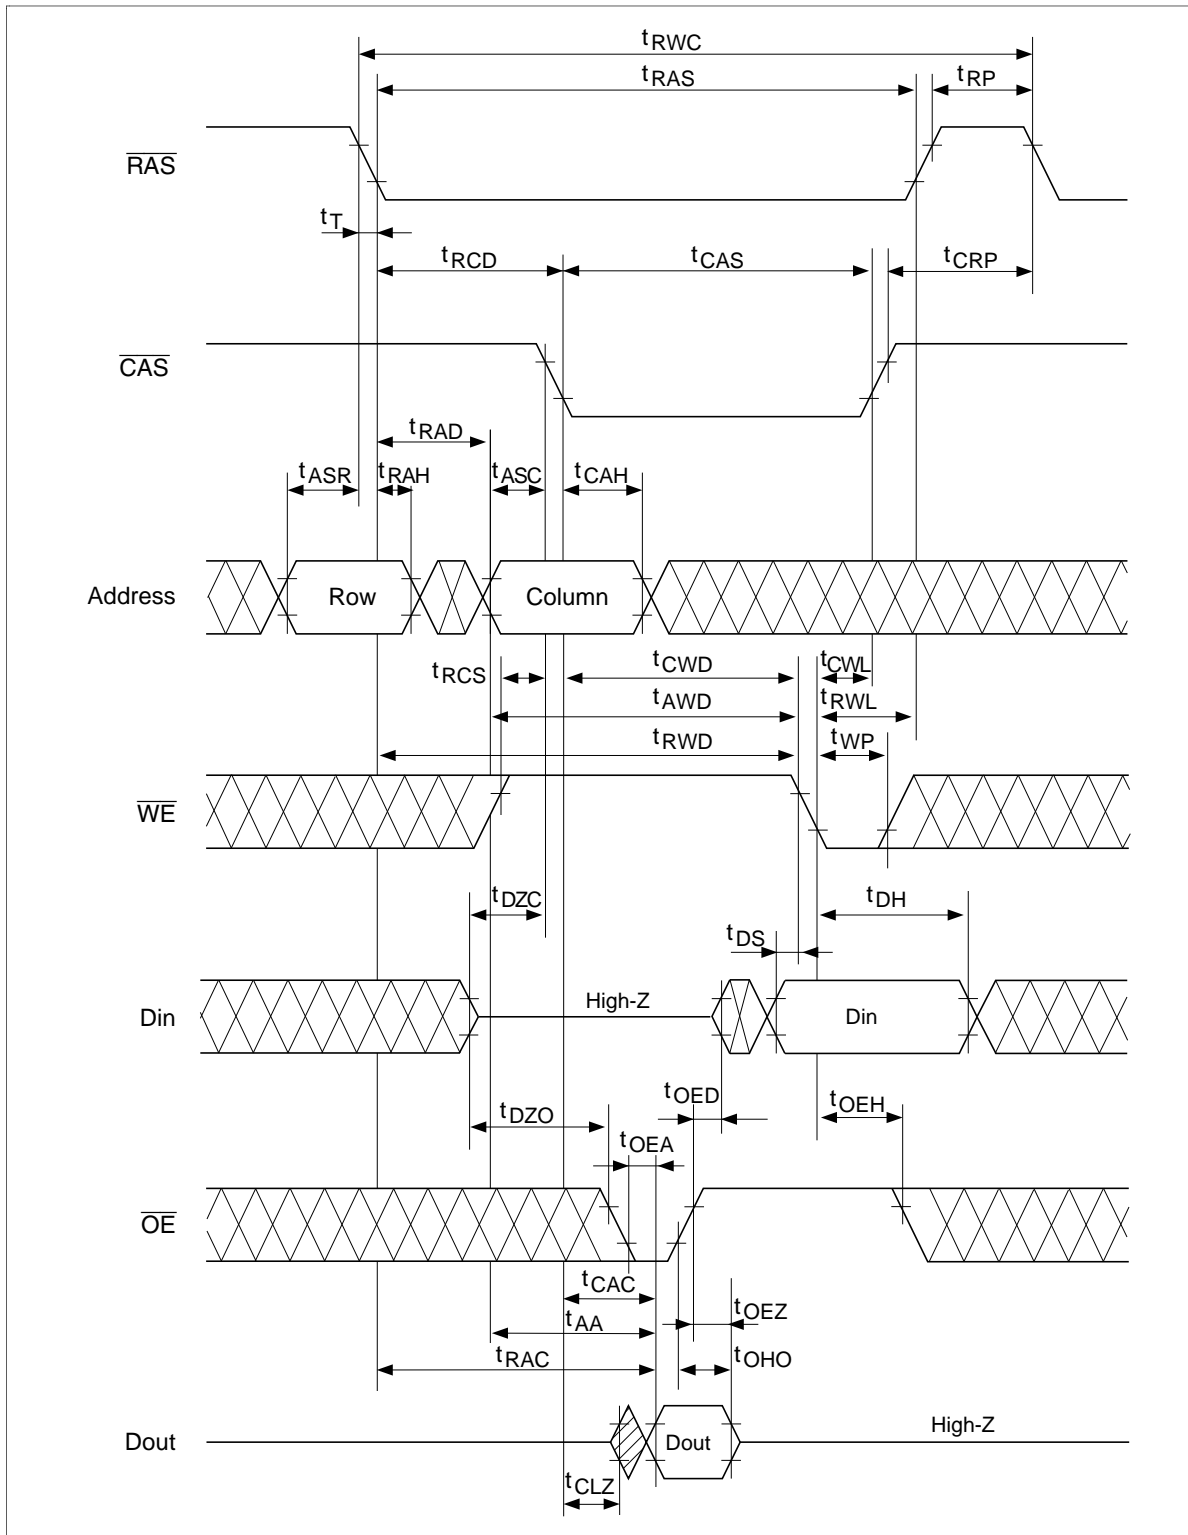 tRWC
tRAS
tRP
RAS
tT
tRCD
tCAS
tCRP
CAS
tRAD
tASR
tRAH
tASC
tCAH
Address
Row
Column
tRCS
tCWD
tCWL
tAWD
tRWL
tRWD
tWP
WE
tDZC
tDH
tDS
Din
High-Z
Din
tOED
tDZO
tOEH
tOEA
OE
tCAC
tOEZ
tAA
tOHO
tRAC
Dout
Dout
High-Z
tCLZ